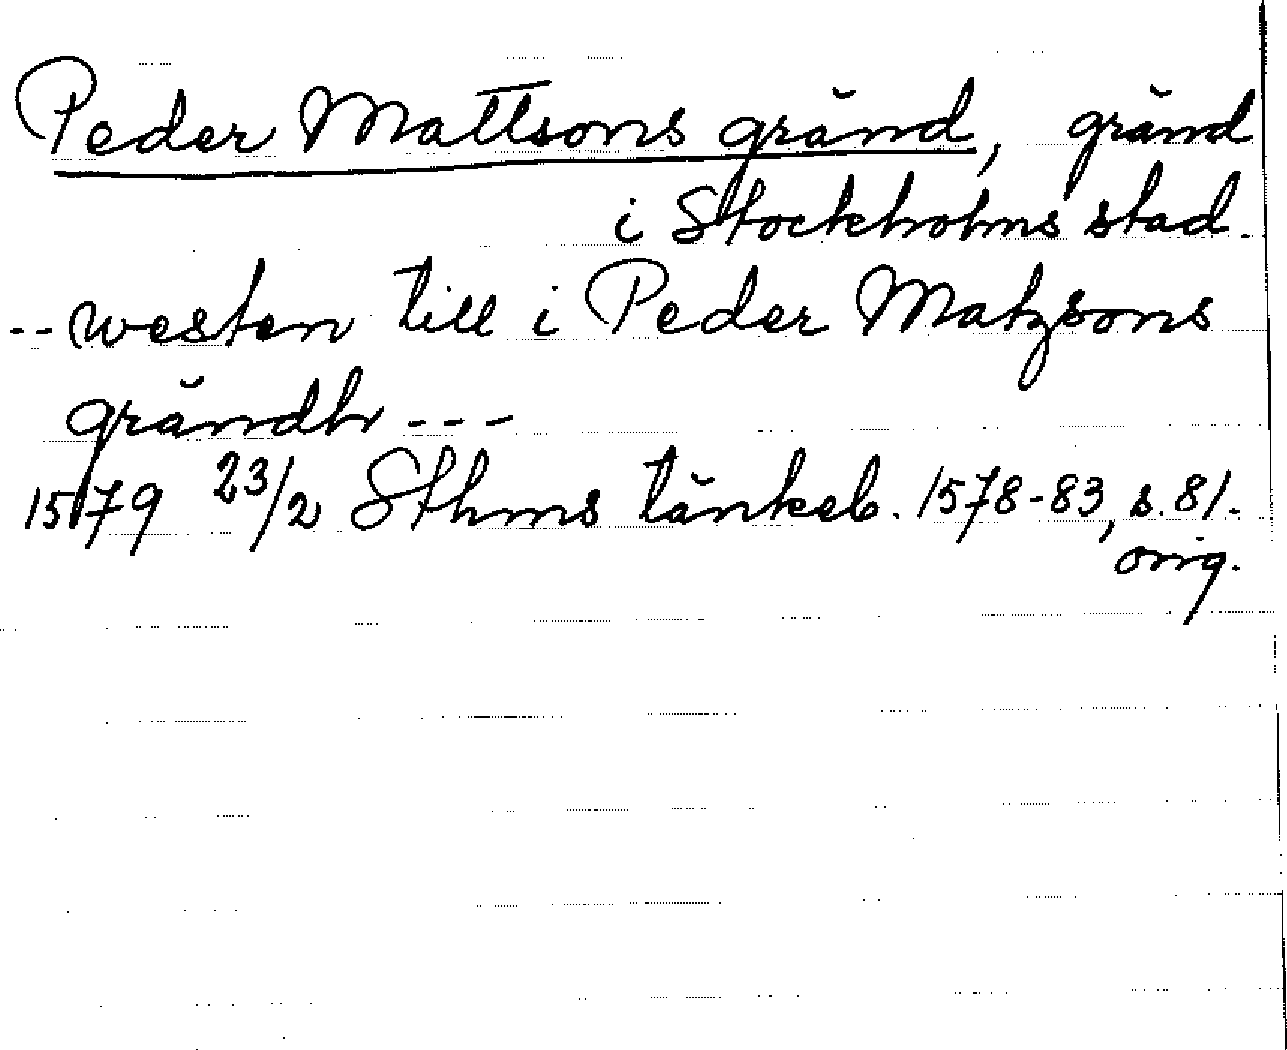 Peder Mattsons gränd, gränd
i Stockholms stad.
-- westen till i Peder Matzsons
grändh ---
1579 23/2 Sthms tänkeb. 1578-83, s. 81.
orig.